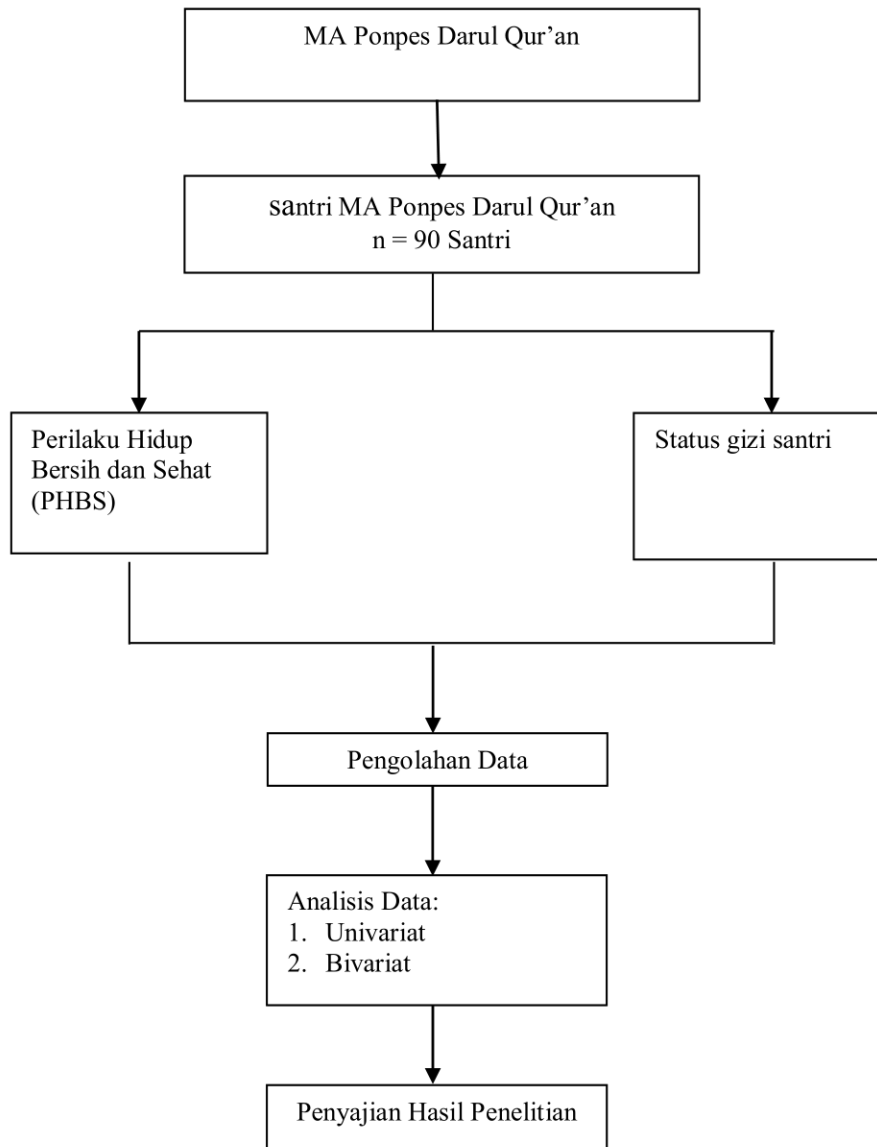 MA Ponpes Darul Qur’an
santri MA Ponpes Darul Qur’an
n = 90 Santri
Perilaku Hidup
Bersih dan Sehat
(PHBS)
Status gizi santri
Pengolahan Data
Analisis Data:
1. Univariat
2. Bivariat
Penyajian Hasil Penelitian